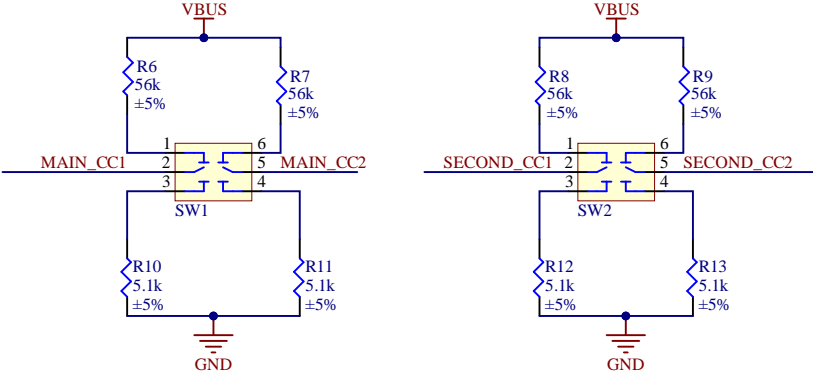 VBUS
VBUS
R6
56k
±5%
R7
56k
±5%
R8
56k
±5%
R9
56k
±5%
1
6
MAIN_CC1
2
5
MAIN_CC2
3
4
SW1
1
6
SECOND_CC1
2
5
SECOND_CC2
3
4
SW2
R10
5.1k
±5%
R11
5.1k
±5%
R12
5.1k
±5%
R13
5.1k
±5%
GND
GND